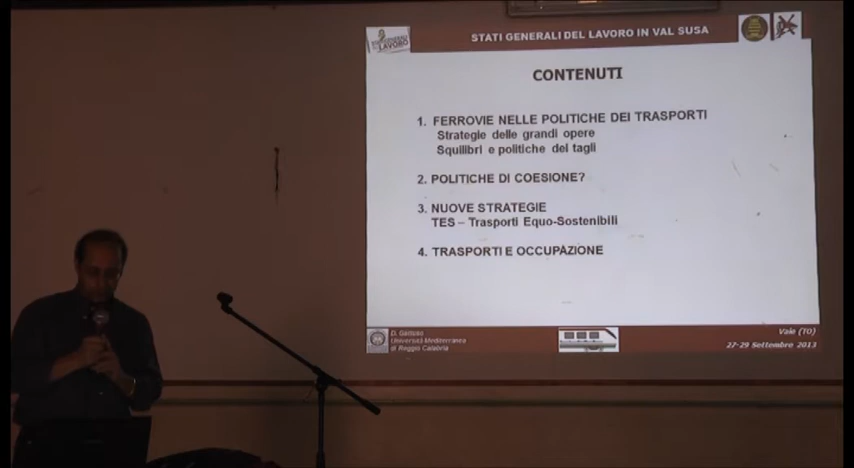 LAVORO
STATI GENERALI DEL LAVORO IN VAL SUSA
CONTENUTI
1. FERROVIE NELLE POLITICHE DEI TRASPORTI
Strategie delle grandi opere
Squilibri e politiche dei tagli
2. POLITICHE DI COESIONE?
3. NUOVE STRATEGIE
TES – Trasporti Equo-Sostenibili
4. TRASPORTI E OCCUPAZIONE
D. Gattuso
Università Mediterranea
di Reggio Calabria
Vaie (TO)
27-29 Settembre 2013